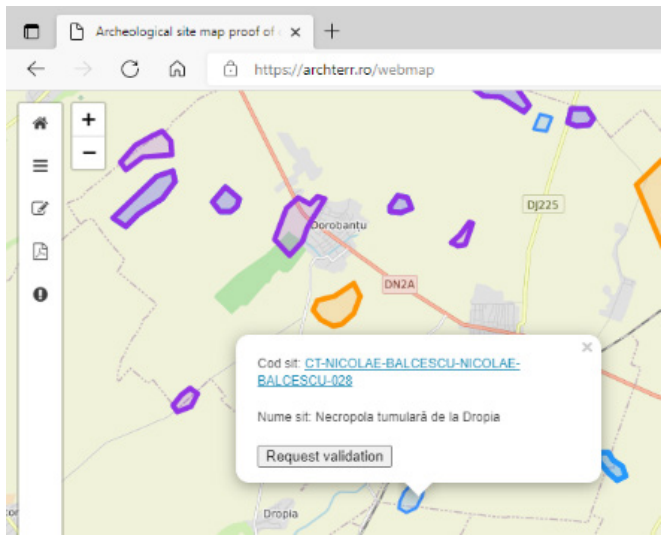 Archeological site map proof of
https://archterr.ro/webmap
+
−
Dorobanțu
DJ225
DN2A
Cod sit: CT-NICOLAE-BALCESCU-NICOLAE-
BALCESCU-028
Nume sit: Necropola tumulară de la Dropia
Request validation
Dropia